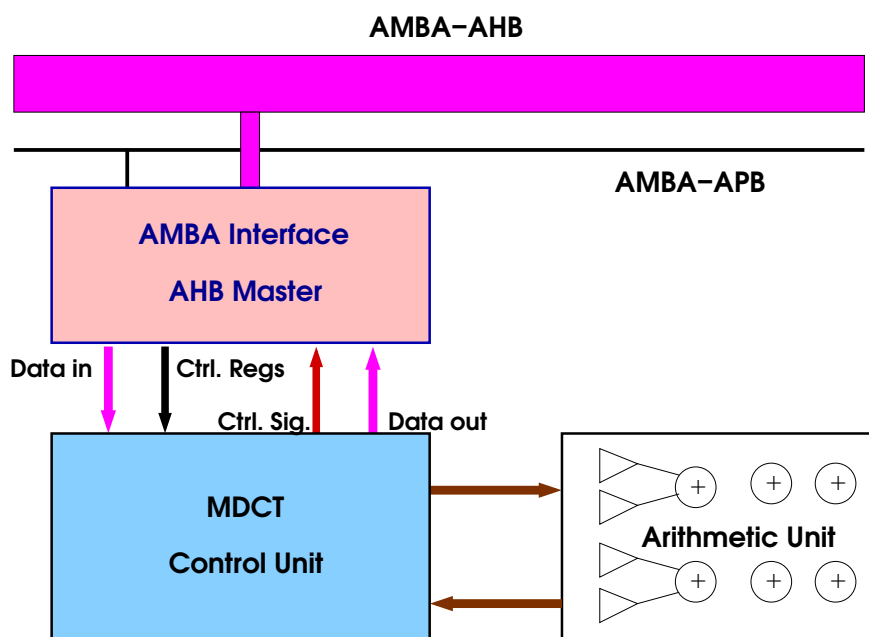 AMBA−AHB
AMBA−APB
AMBA Interface
AHB Master
Data in
Ctrl. Regs
Ctrl. Sig.
Data out
MDCT
Control Unit
+ + +
Arithmetic Unit
+ + +